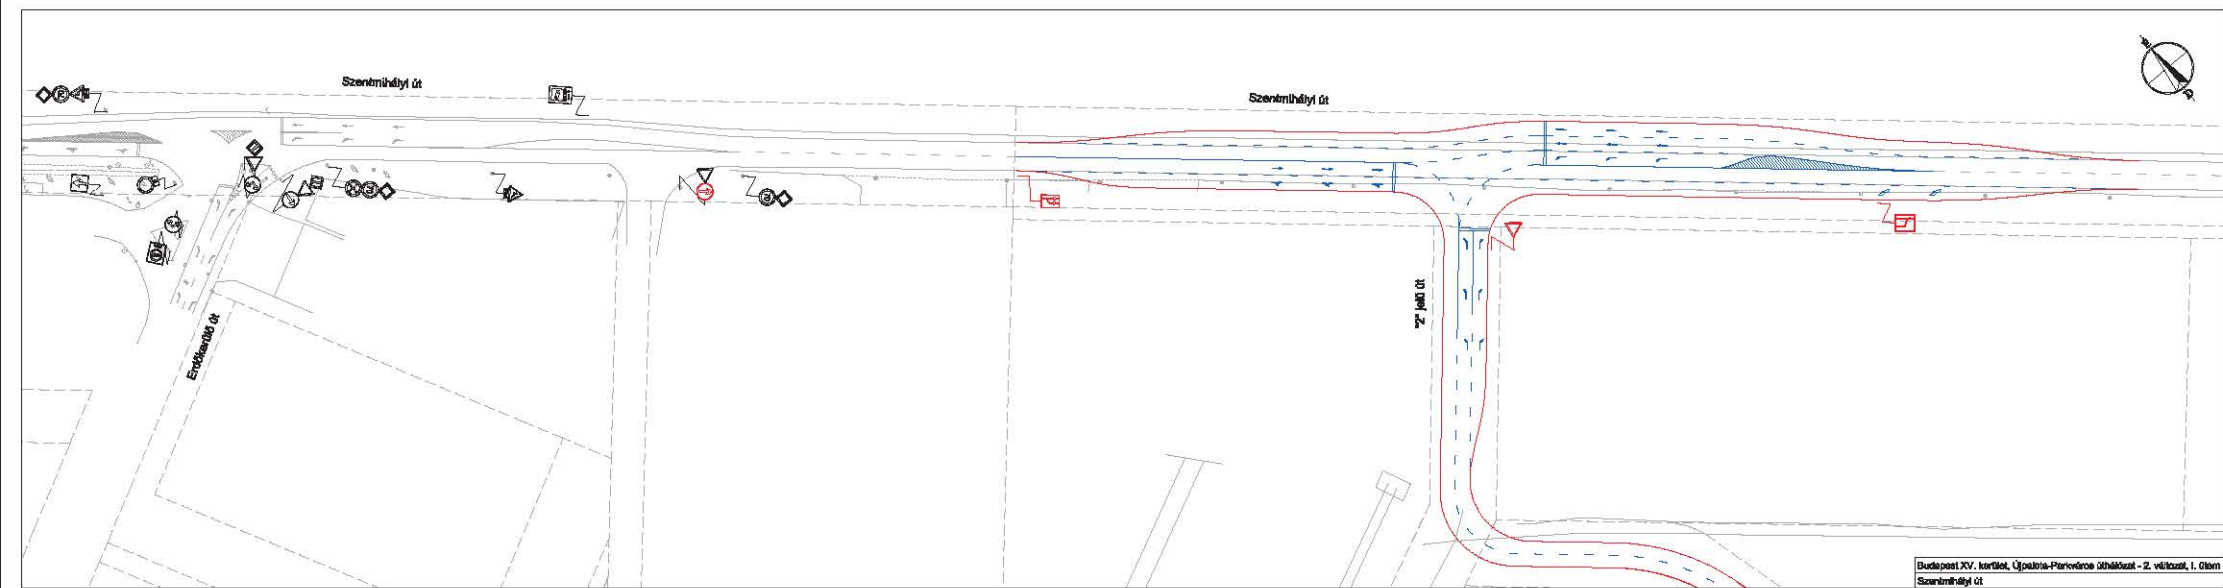 Szentmihályi út
Szentmihályi út
Erdőkerülő út
"2" jelű út
Budapest XV. kerület, Újpalota-Parkváros úthálózat - 2. változat, I. ütem
Szentmihályi út